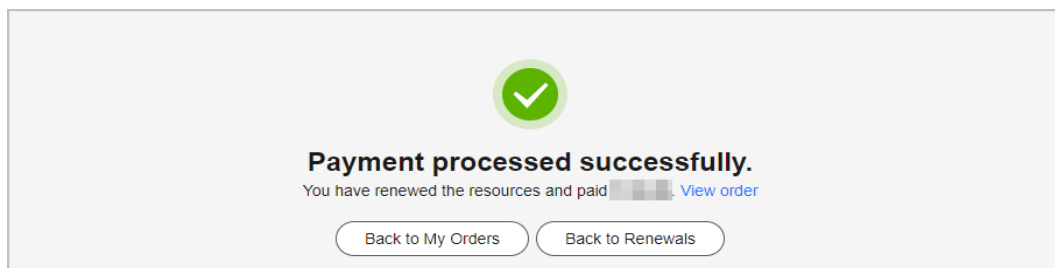 Payment processed successfully.
You have renewed the resources and paid . View order
Back to My Orders
Back to Renewals